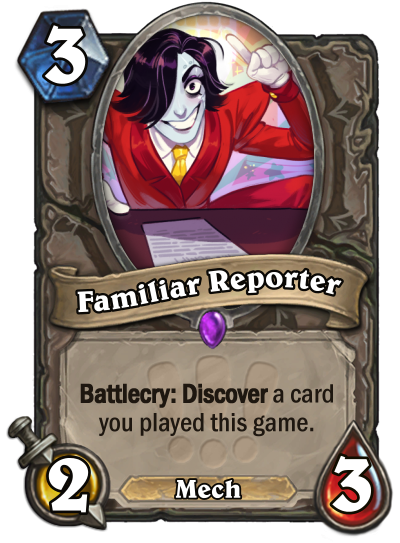 3
Familiar Reporter
Battlecry: Discover a card
you played this game.
2
Mech
3